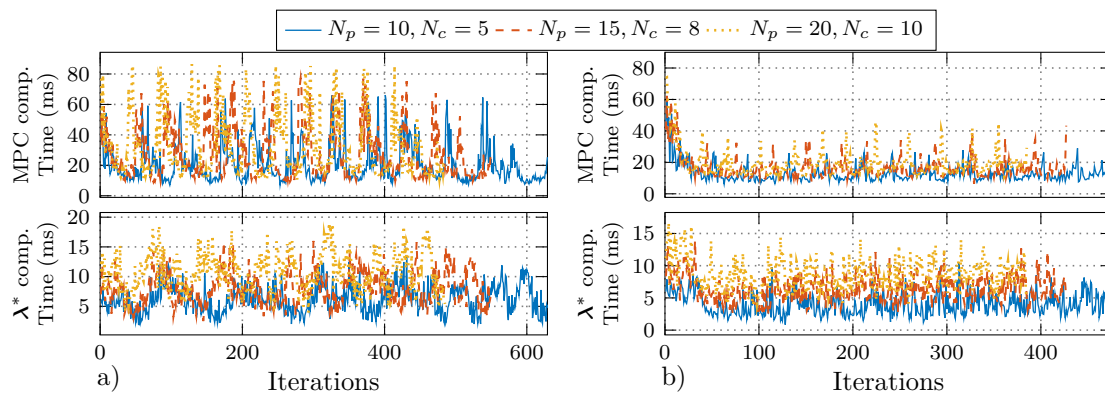 N_p = 10, N_c = 5 N_p = 15, N_c = 8 N_p = 20, N_c = 10
MPC comp.
Time (ms)
80
60
40
20
0
MPC comp.
Time (ms)
80
60
40
20
0
λ* comp.
Time (ms)
20
15
10
5
0 200 400 600
a) Iterations
λ* comp.
Time (ms)
15
10
5
0
0 100 200 300 400
b) Iterations